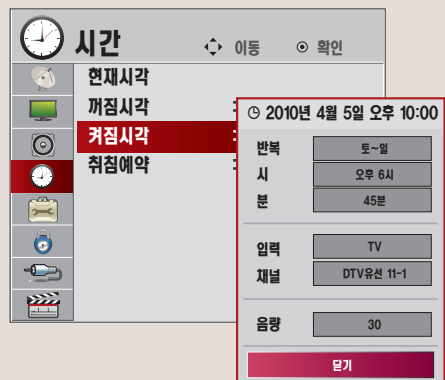 시간 이동 확인
현재시각
꺼짐시각 :
켜짐시각 :
취침예약 :
2010년 4월 5일 오후 10:00
반복 토~일
시 오후 6시
분 45분
입력 TV
채널 DTV유선 11-1
음량 30
닫기